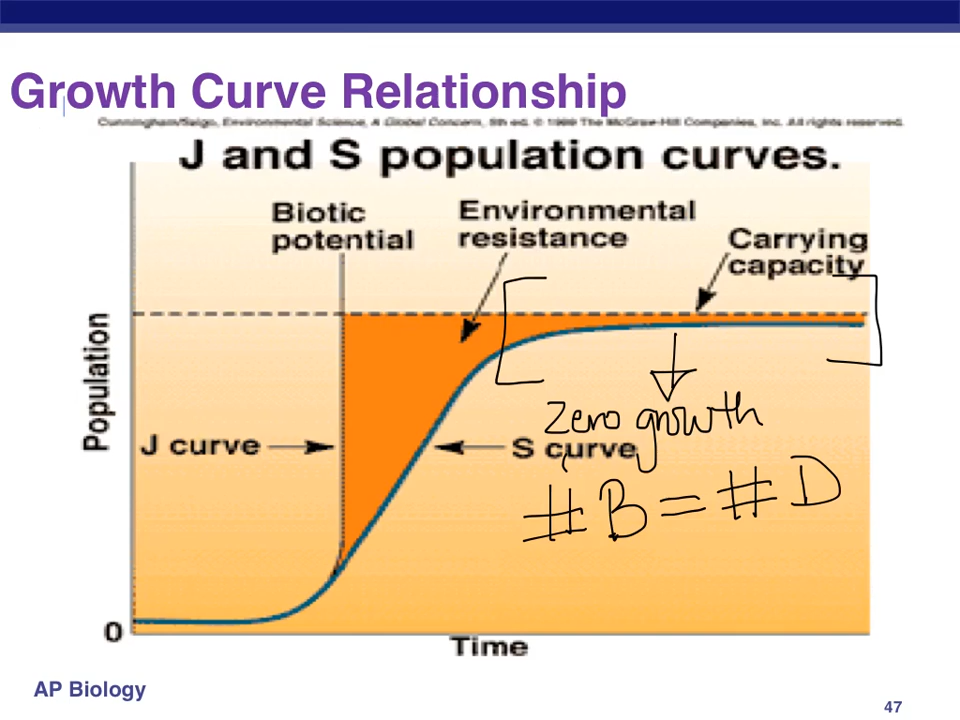 Growth Curve Relationship
Cunningham/Saigo, Environmental Science, A Global Concern, 5th ed. © 1999 The McGraw-Hill Companies, Inc. All rights reserved.
J and S population curves.
Biotic
potential
Environmental
resistance
Carrying
capacity
Population
zero growth
J curve
S curve
#B = #D
0
Time
AP Biology
47